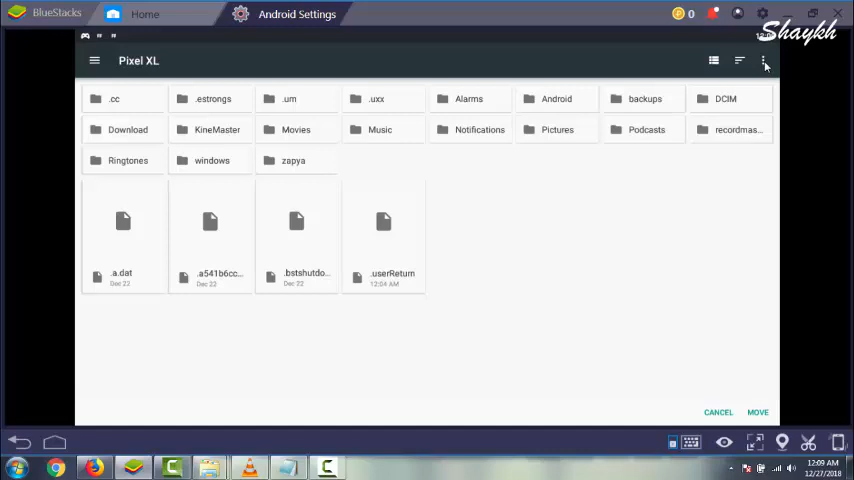 BlueStacks Home Android Settings 0
Shaykh
Pixel XL
.cc .estrongs .um .uxx Alarms Android backups DCIM
Download KineMaster Movies Music Notifications Pictures Podcasts recordmas...
Ringtones windows zapya
.a.dat .a541b6cc... .bstshutdo... .userReturn
Dec 23 Dec 22 Dec 22 12:04 AM
CANCEL MOVE
12:09 AM
12/27/2018